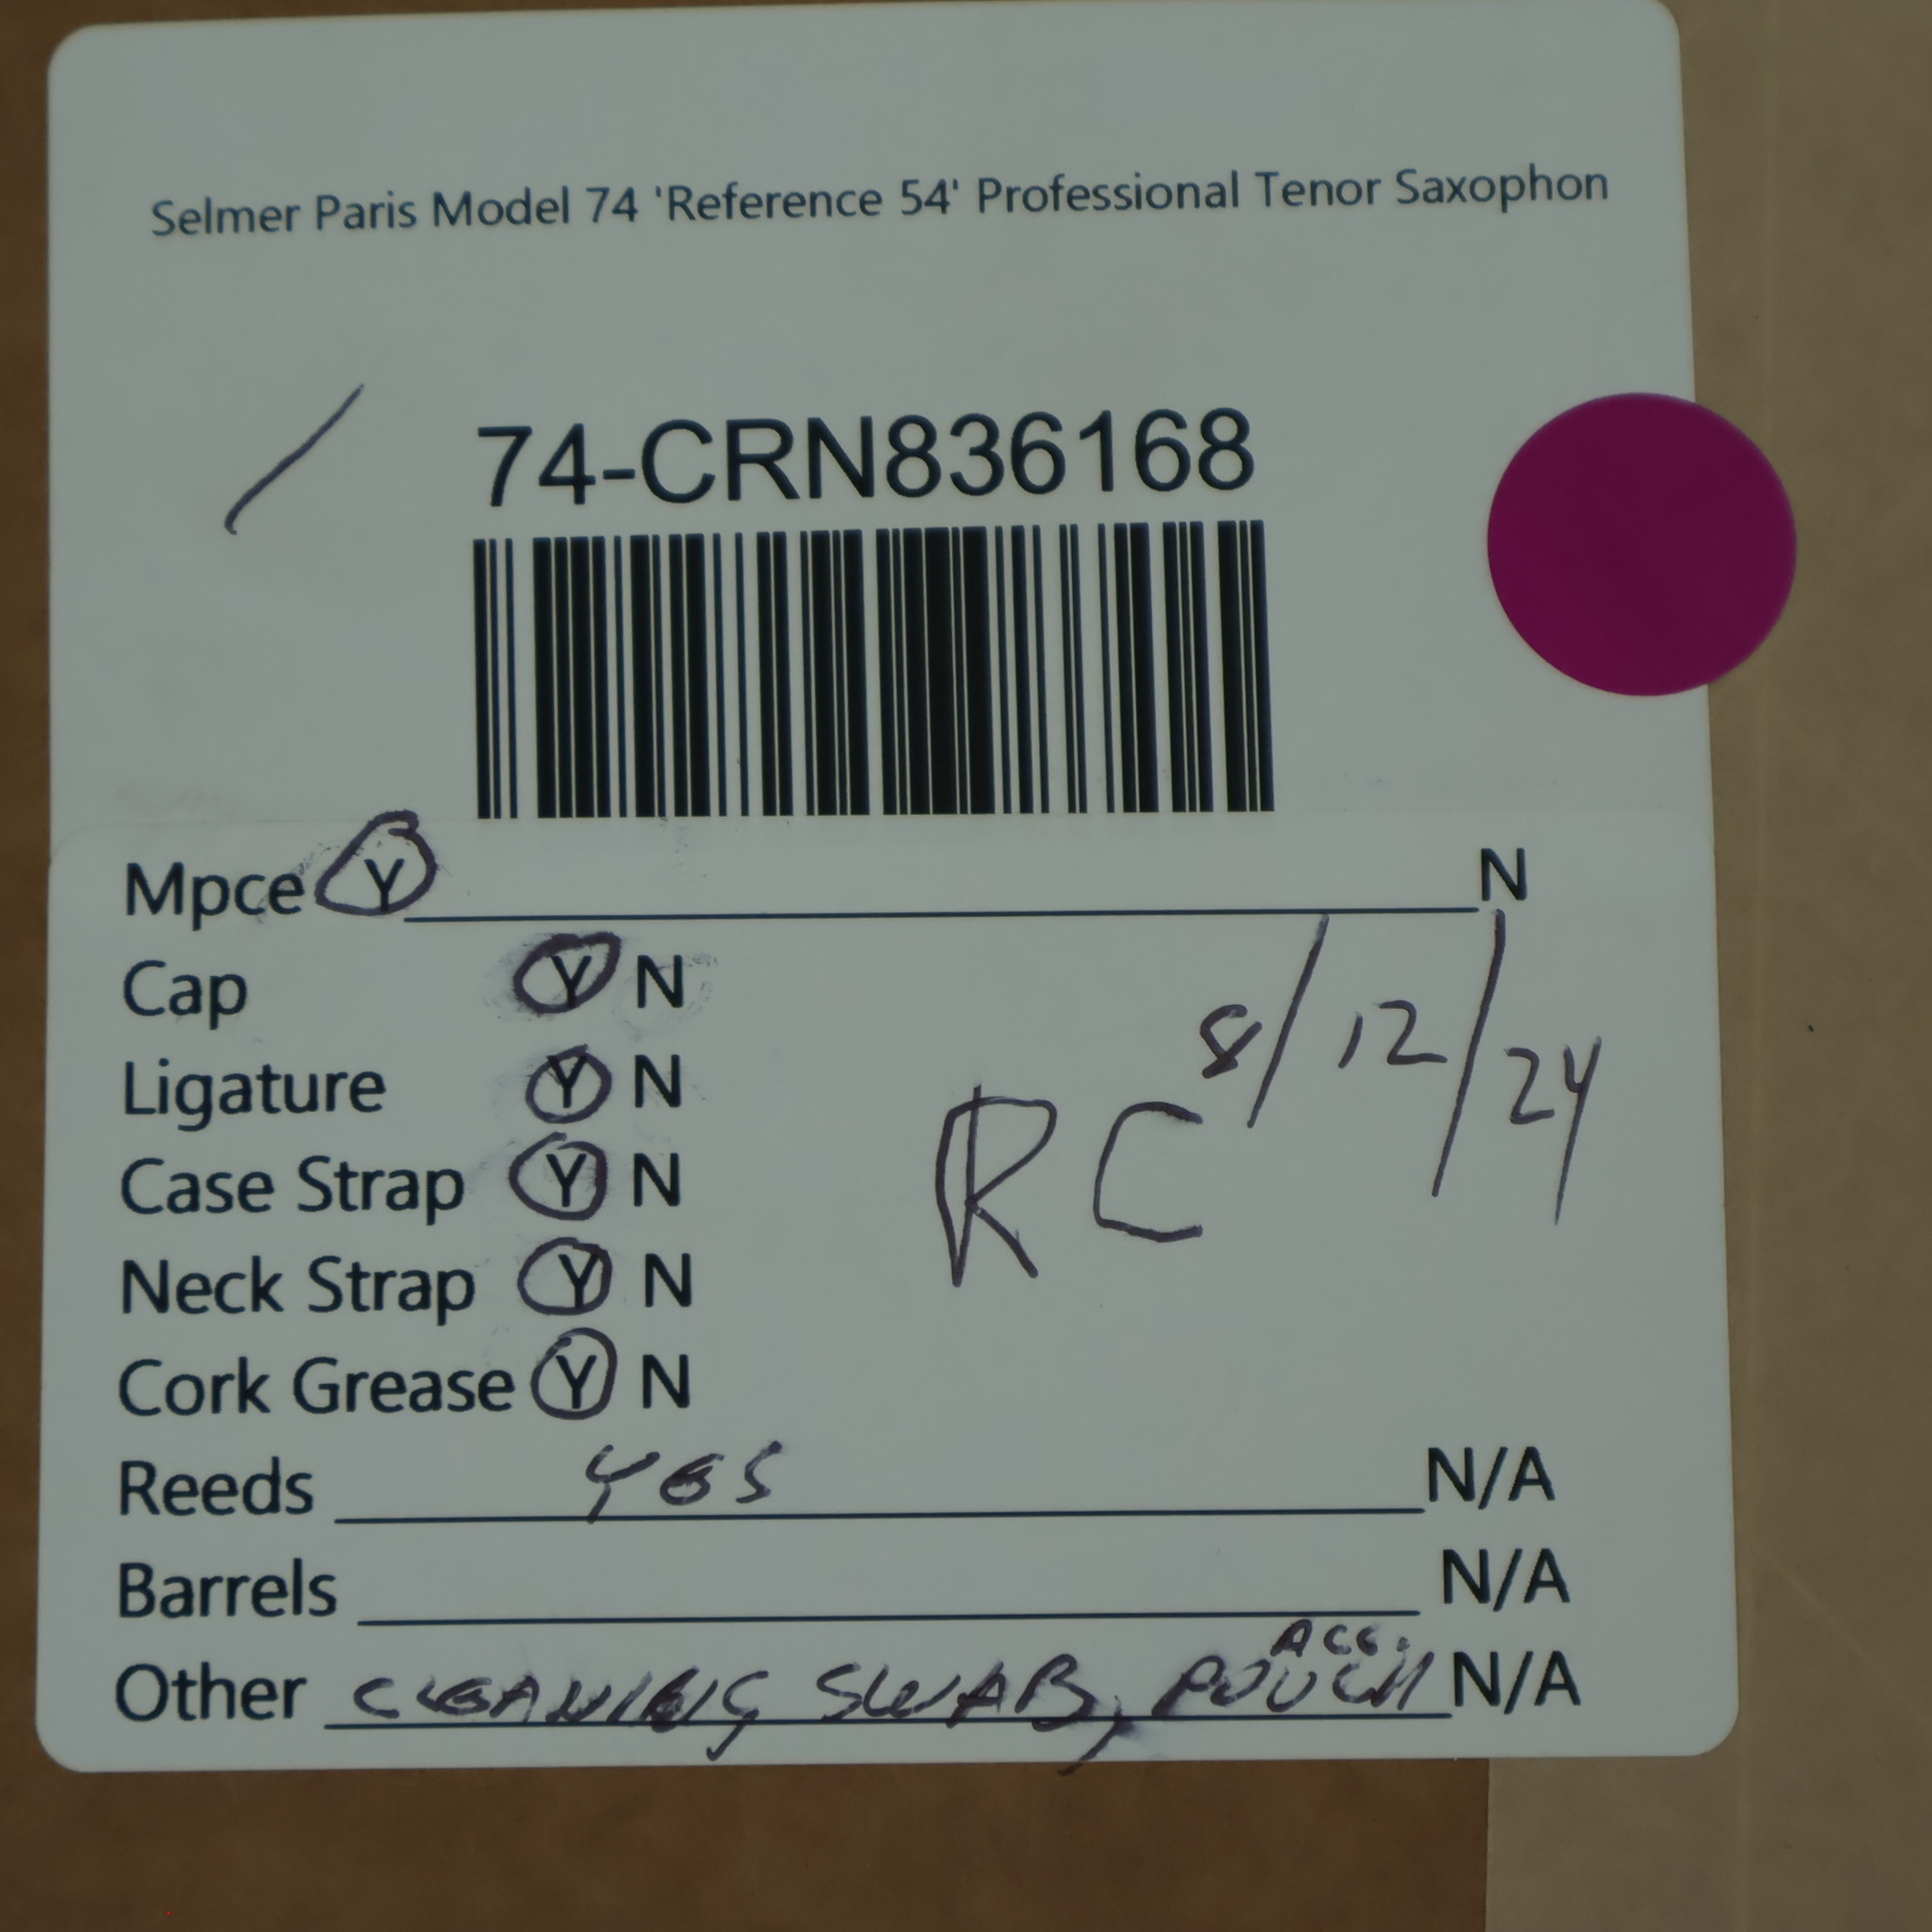 Selmer Paris Model 74 'Reference 54' Professional Tenor Saxophon
74-CRN836168
Mpce Y N
Cap Y N
Ligature Y N
Case Strap Y N
Neck Strap Y N
Cork Grease Y N
RC 8/12/24
Reeds YES N/A
Barrels N/A
Other CLEANING SWAB, ACC. POUCH N/A